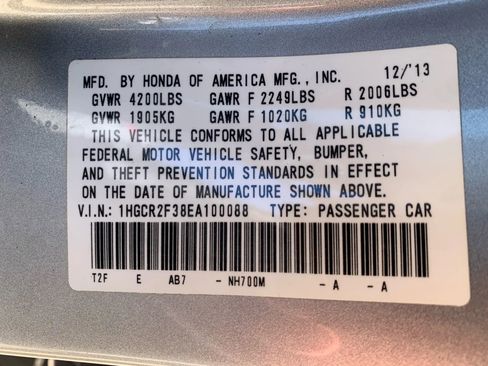 MFD. BY HONDA OF AMERICA MFG., INC. 12/'13
GVWR 4200LBS GAWR F 2249LBS R 2006LBS
GVWR 1905KG GAWR F 1020KG R 910KG
THIS VEHICLE CONFORMS TO ALL APPLICABLE
FEDERAL MOTOR VEHICLE SAFETY, BUMPER,
AND THEFT PREVENTION STANDARDS IN EFFECT
ON THE DATE OF MANUFACTURE SHOWN ABOVE.
V.I.N.: 1HGCR2F38EA100088 TYPE: PASSENGER CAR
T2F E AB7 - NH700M - A - A